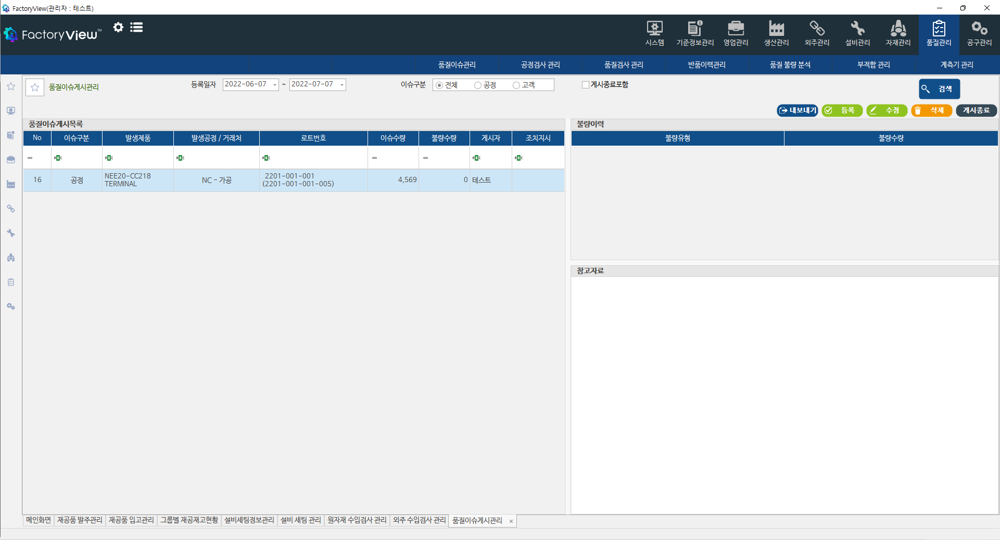 FactoryView(관리자 : 테스트)
FactoryView™
시스템 기준정보관리 영업관리 생산관리 외주관리 설비관리 자재관리 품질관리 공구관리
품질이슈관리 공정검사 관리 품질검사 관리 반품이력관리 품질 불량 분석 부적합 관리 계측기 관리
품질이슈게시관리 등록일자 2022-06-07 ~ 2022-07-07 이슈구분 전체 공정 고객 게시종료포함 검색
내보내기 등록 수정 삭제 게시종료
품질이슈게시목록
No 이슈구분 발생제품 발생공정 / 거래처 로트번호 이슈수량 불량수량 게시자 조치지시
= ABC ABC ABC ABC = = ABC ABC
16 공정 NEE20-CC218 TERMINAL NC - 가공 2201-001-001 (2201-001-001-005) 4,569 0 테스트
불량이력
불량유형 불량수량
참고자료
메인화면 재공품 발주관리 재공품 입고관리 그룹별 재공재고현황 설비세팅정보관리 설비 세팅 관리 원자재 수입검사 관리 외주 수입검사 관리 품질이슈게시관리 ×